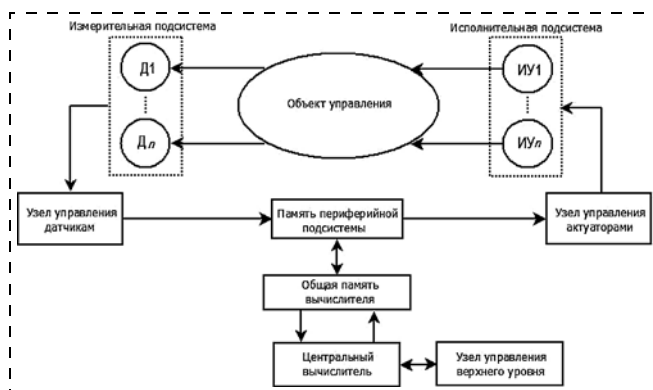 Измерительная подсистема
Исполнительная подсистема
Д1
Объект управления
ИУ1
Дn
ИУn
Узел управления
датчикам
Память периферийной
подсистемы
Узел управления
актуаторами
Общая память
вычислителя
Центральный
вычислитель
Узел управления
верхнего уровня